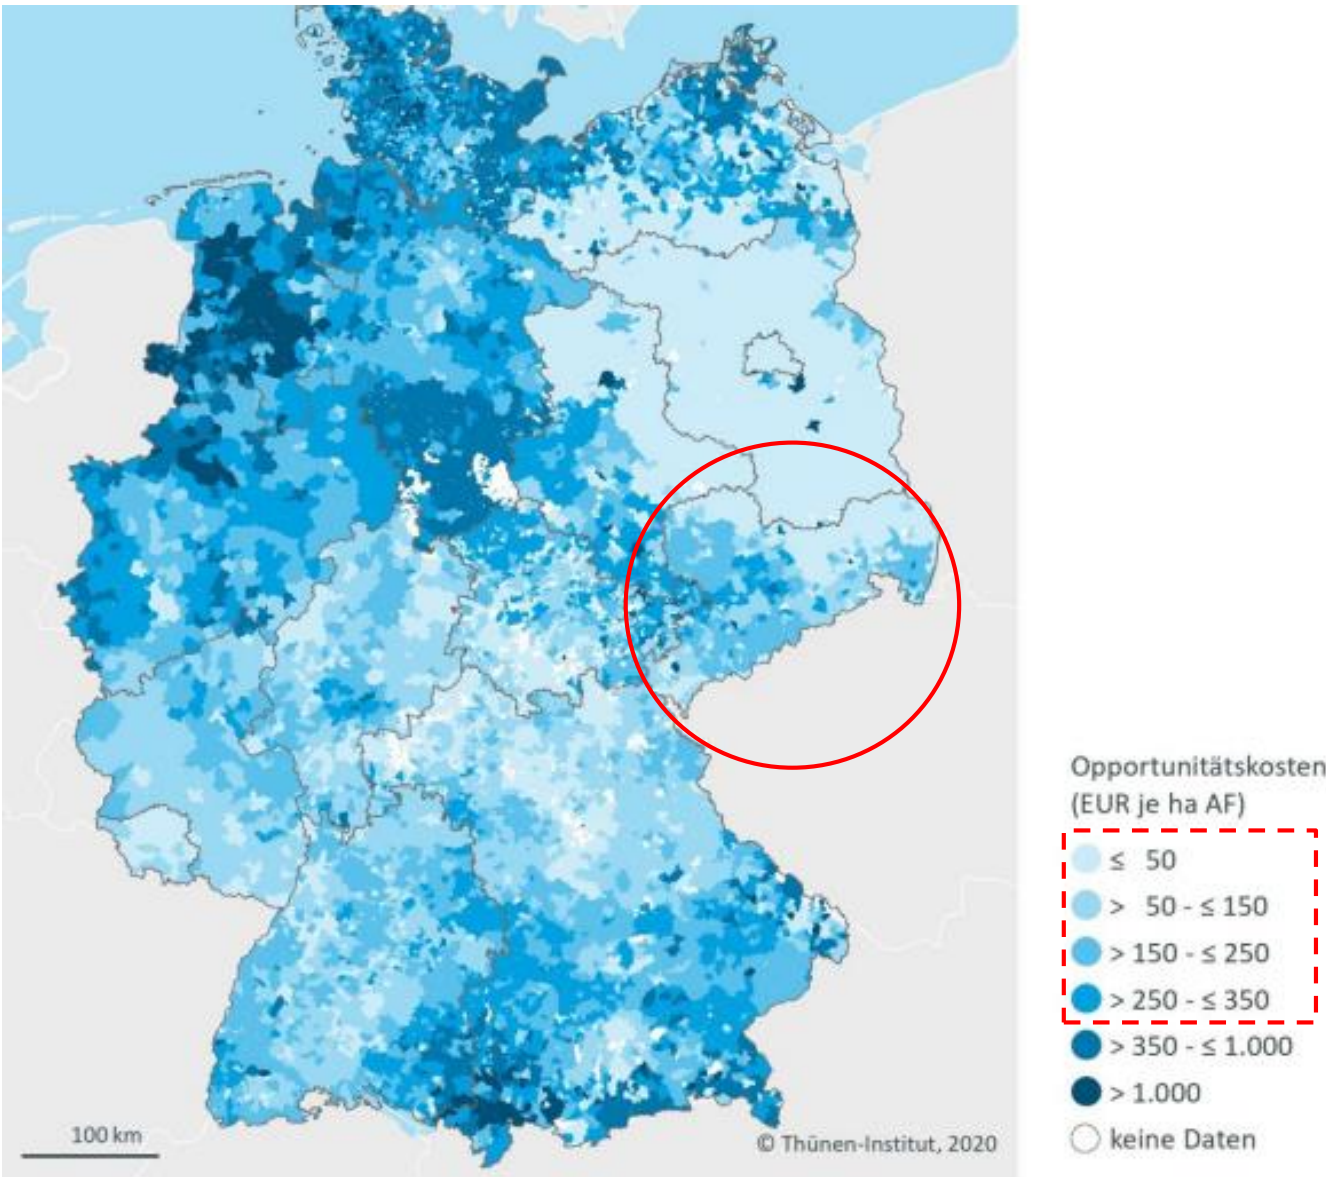 Opportunitätskosten
(EUR je ha AF)
≤ 50
> 50 - ≤ 150
> 150 - ≤ 250
> 250 - ≤ 350
> 350 - ≤ 1.000
> 1.000
keine Daten
100 km
© Thünen-Institut, 2020